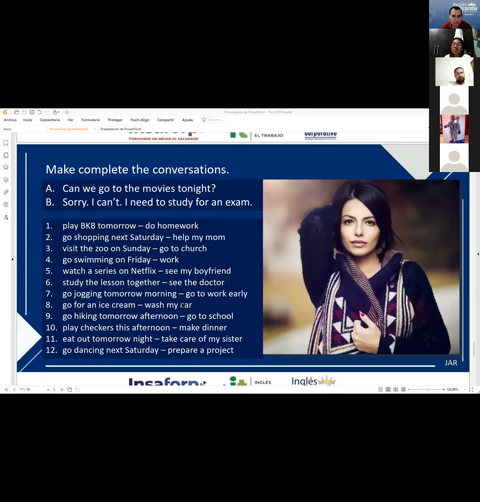 Archivo
Inicio
Comentario
Ver
Formulario
Proteger
Compartir
Ayuda
EL TRABAJO
Make complete the conversations.
A. Can we go to the movies tonight?
B. Sorry. I can't. I need to study for an exam.
1. play BKB tomorrow – do homework
2. go shopping next Saturday – help my mom
3. visit the zoo on Sunday – go to church
4. go swimming on Friday – work
5. watch a series on Netflix – see my boyfriend
6. study the lesson together – see the doctor
7. go jogging tomorrow morning – go to work early
8. go for an ice cream – wash my car
9. go hiking tomorrow afternoon – go to school
10. play checkers this afternoon – make dinner
11. eat out tomorrow night – take care of my sister
12. go dancing next Saturday – prepare a project
JAR
INGLÉS
Inglés